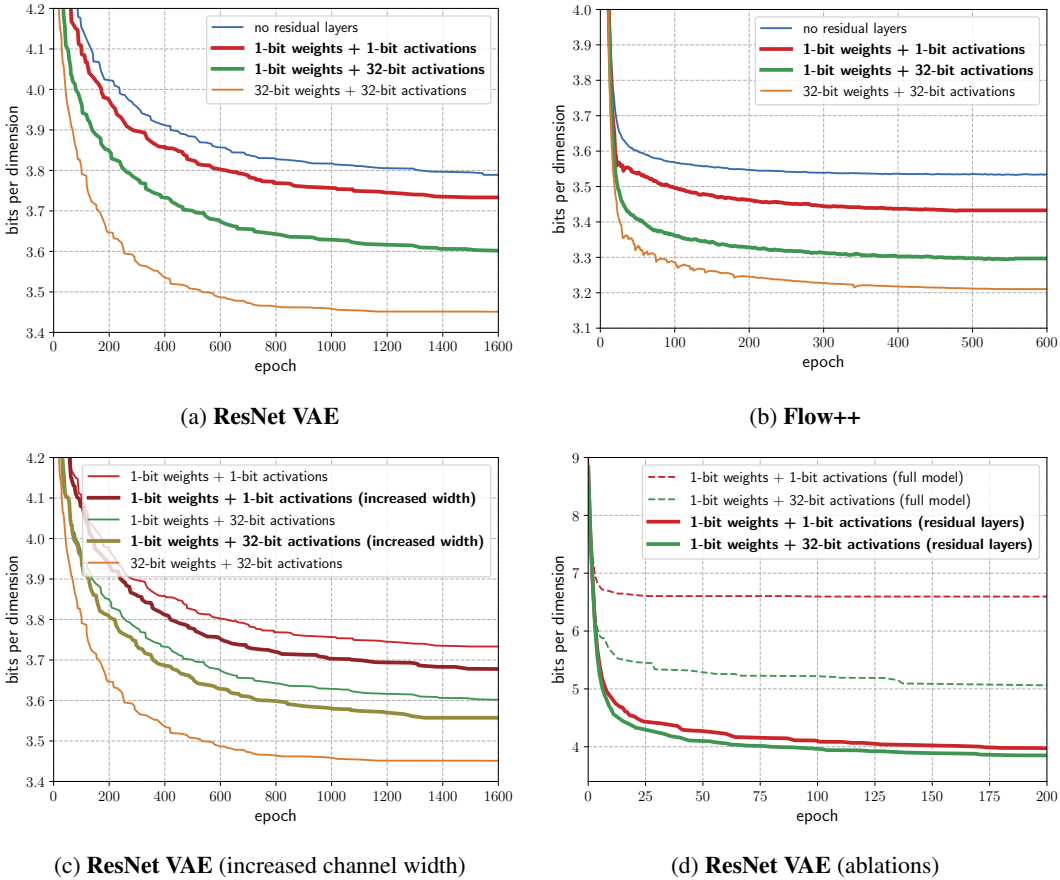 4.2
4.1
4.0
3.9
3.8
3.7
3.6
3.5
3.4
bits per dimension
no residual layers
1-bit weights + 1-bit activations
1-bit weights + 32-bit activations
32-bit weights + 32-bit activations
0 200 400 600 800 1000 1200 1400 1600
epoch
(a) ResNet VAE
4.0
3.9
3.8
3.7
3.6
3.5
3.4
3.3
3.2
3.1
bits per dimension
no residual layers
1-bit weights + 1-bit activations
1-bit weights + 32-bit activations
32-bit weights + 32-bit activations
0 100 200 300 400 500 600
epoch
(b) Flow++
4.2
4.1
4.0
3.9
3.8
3.7
3.6
3.5
3.4
bits per dimension
1-bit weights + 1-bit activations
1-bit weights + 1-bit activations (increased width)
1-bit weights + 32-bit activations
1-bit weights + 32-bit activations (increased width)
32-bit weights + 32-bit activations
0 200 400 600 800 1000 1200 1400 1600
epoch
(c) ResNet VAE (increased channel width)
9
8
7
6
5
4
bits per dimension
1-bit weights + 1-bit activations (full model)
1-bit weights + 32-bit activations (full model)
1-bit weights + 1-bit activations (residual layers)
1-bit weights + 32-bit activations (residual layers)
0 25 50 75 100 125 150 175 200
epoch
(d) ResNet VAE (ablations)